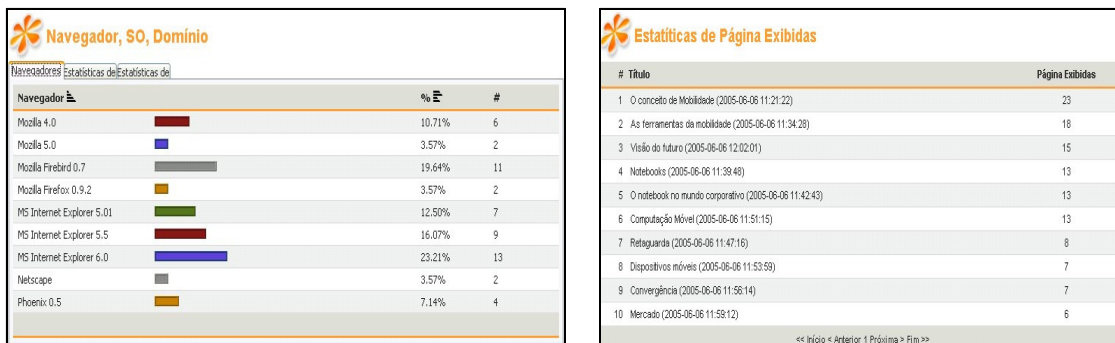 Navegador, SO, Domínio
Navegadores Estatísticas de Estatísticas de
Navegador % #
Mozilla 4.0 10.71% 6
Mozilla 5.0 3.57% 2
Mozilla Firebird 0.7 19.64% 11
Mozilla Firefox 0.9.2 3.57% 2
MS Internet Explorer 5.01 12.50% 7
MS Internet Explorer 5.5 16.07% 9
MS Internet Explorer 6.0 23.21% 13
Netscape 3.57% 2
Phoenix 0.5 7.14% 4
Estatíticas de Página Exibidas
# Título Página Exibidas
1 O conceito de Mobilidade (2005-06-06 11:21:22) 23
2 As ferramentas da mobilidade (2005-06-06 11:34:28) 18
3 Visão do futuro (2005-06-06 12:02:01) 15
4 Notebooks (2005-06-06 11:39:48) 13
5 O notebook no mundo corporativo (2005-06-06 11:42:43) 13
6 Computação Móvel (2005-06-06 11:51:15) 13
7 Retaguarda (2005-06-06 11:47:16) 8
8 Dispositivos móveis (2005-06-06 11:53:59) 7
9 Convergência (2005-06-06 11:56:14) 7
10 Mercado (2005-06-06 11:59:12) 6
<< Início < Anterior 1 Próxima > Fim >>